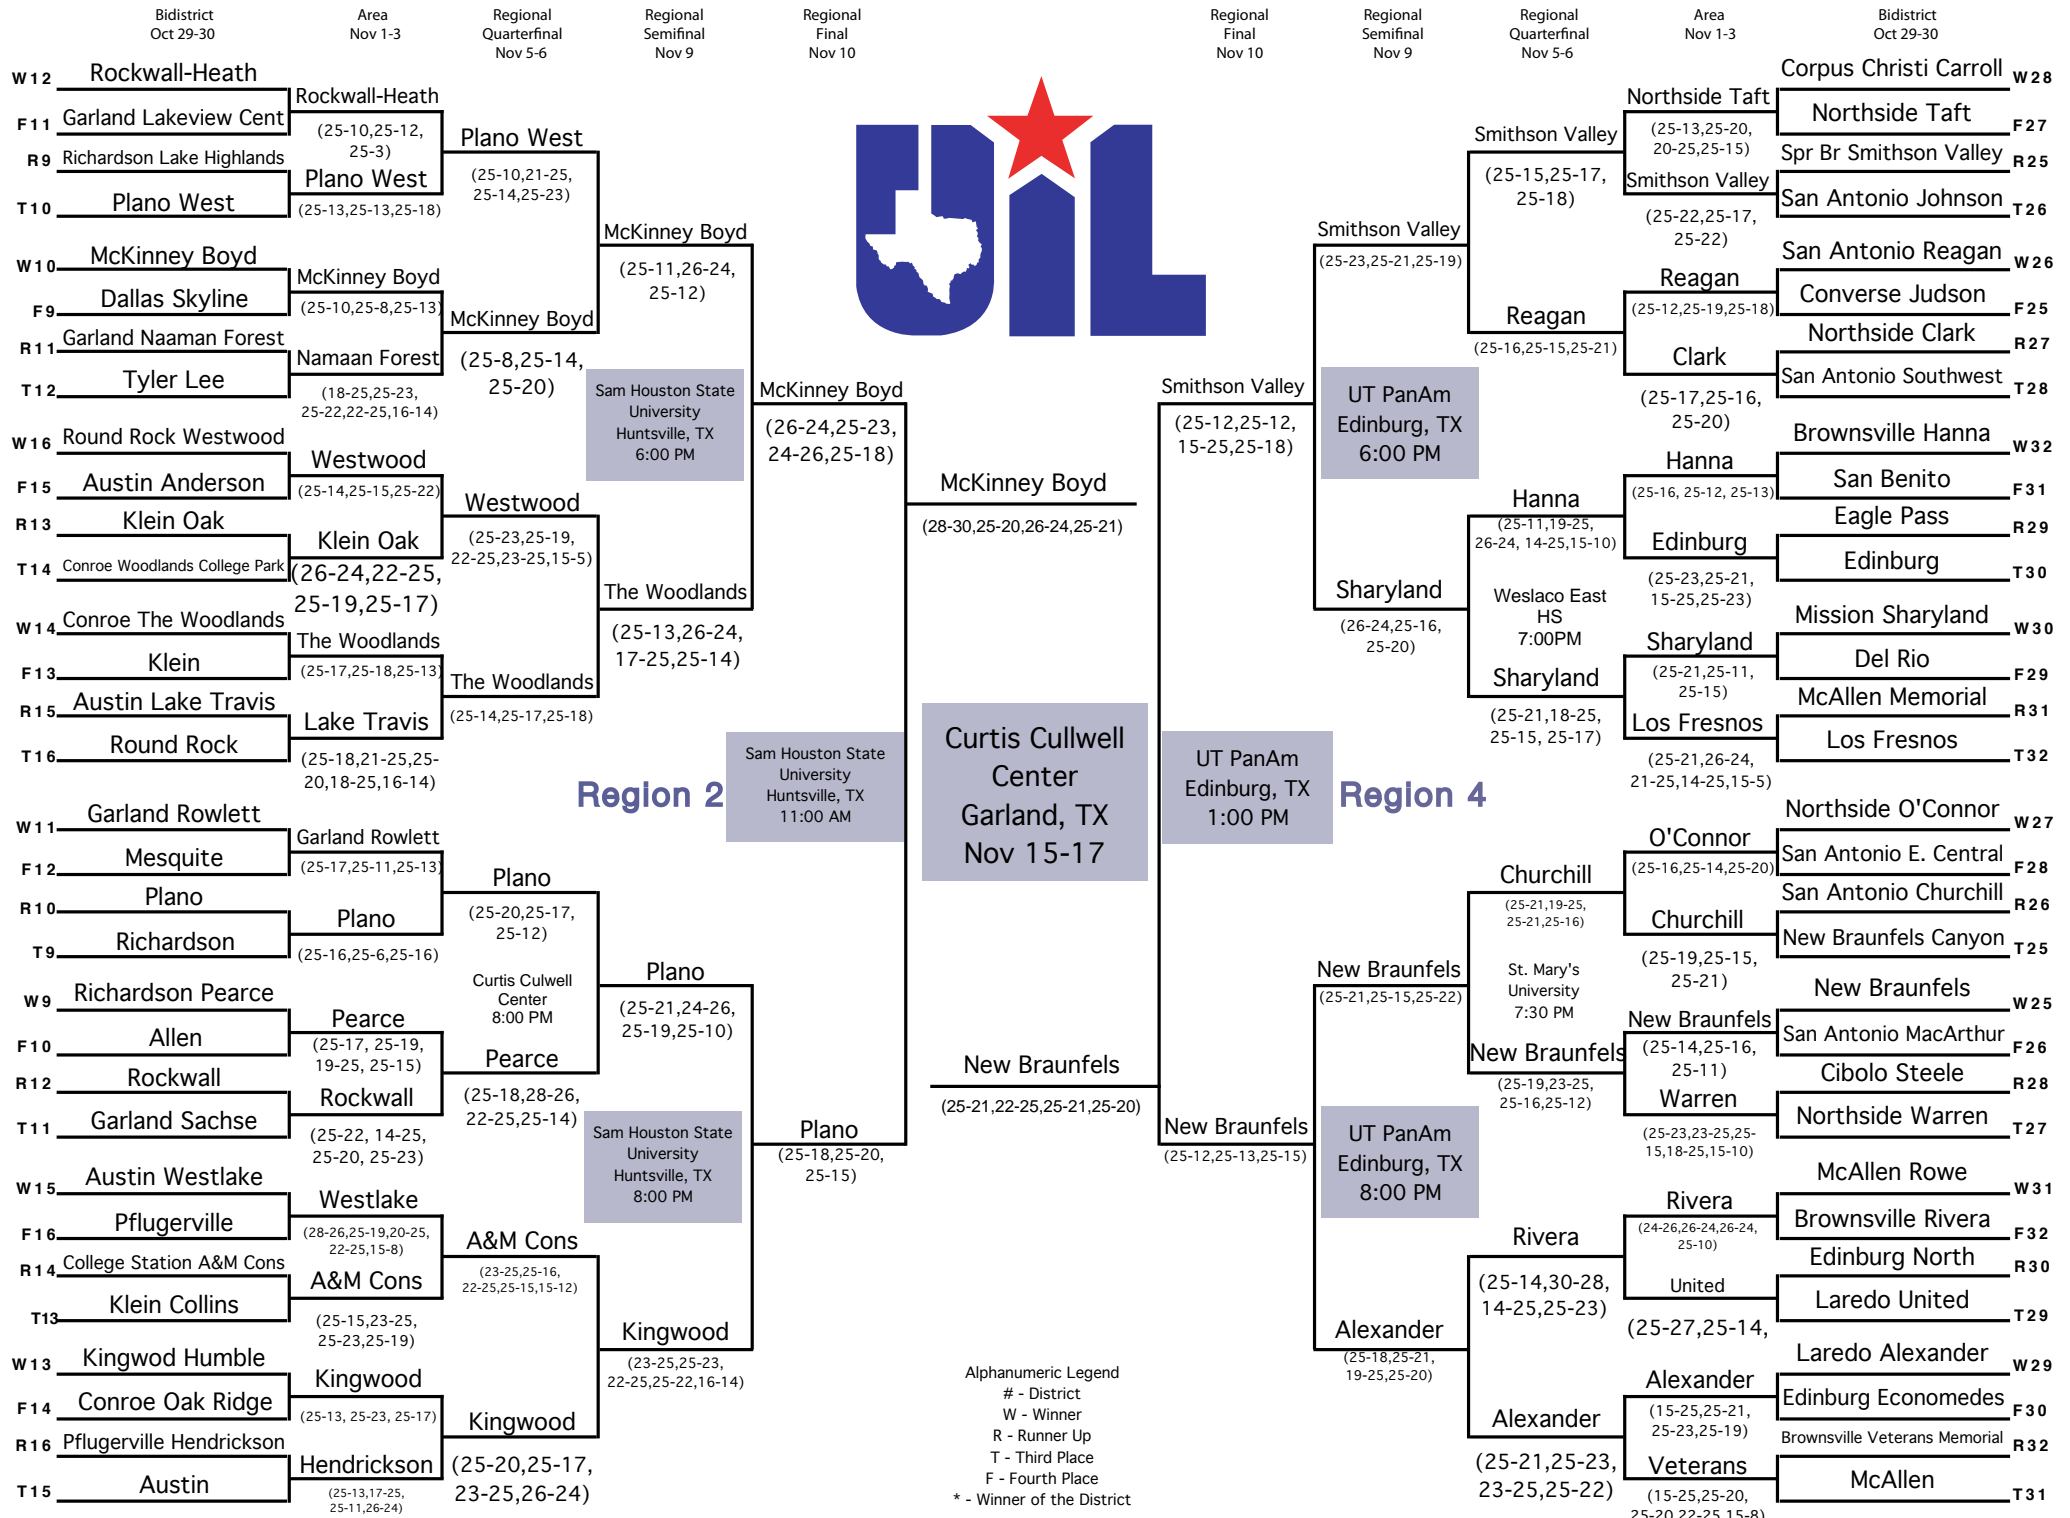 Bidistrict
Oct 29-30
Area
Nov 1-3
Regional
Quarterfinal
Nov 5-6
Regional
Semifinal
Nov 9
Regional
Final
Nov 10
Regional
Final
Nov 10
Regional
Semifinal
Nov 9
Regional
Quarterfinal
Nov 5-6
Area
Nov 1-3
Bidistrict
Oct 29-30
W12 Rockwall-Heath
F11 Garland Lakeview Cent
R9 Richardson Lake Highlands
T10 Plano West
W10 McKinney Boyd
F9 Dallas Skyline
R11 Garland Naaman Forest
T12 Tyler Lee
W16 Round Rock Westwood
F15 Austin Anderson
R13 Klein Oak
T14 Conroe Woodlands College Park
W14 Conroe The Woodlands
F13 Klein
R15 Austin Lake Travis
T16 Round Rock
W11 Garland Rowlett
F12 Mesquite
R10 Plano
T9 Richardson
W9 Richardson Pearce
F10 Allen
R12 Rockwall
T11 Garland Sachse
W15 Austin Westlake
F16 Pflugerville
R14 College Station A&M Cons
T13 Klein Collins
W13 Kingwod Humble
F14 Conroe Oak Ridge
R16 Pflugerville Hendrickson
T15 Austin
Rockwall-Heath
(25-10,25-12,
25-3)
Plano West
(25-13,25-13,25-18)
McKinney Boyd
(25-10,25-8,25-13)
Namaan Forest
(18-25,25-23,
25-22,22-25,16-14)
Westwood
(25-14,25-15,25-22)
Klein Oak
(26-24,22-25,
25-19,25-17)
The Woodlands
(25-17,25-18,25-13)
Lake Travis
(25-18,21-25,25-
20,18-25,16-14)
Garland Rowlett
(25-17,25-11,25-13)
Plano
(25-16,25-6,25-16)
Pearce
(25-17, 25-19,
19-25, 25-15)
Rockwall
(25-22, 14-25,
25-20, 25-23)
Westlake
(28-26,25-19,20-25,
22-25,15-8)
A&M Cons
(25-15,23-25,
25-23,25-19)
Kingwood
(25-13, 25-23, 25-17)
Hendrickson
(25-13,17-25,
25-11,26-24)
Plano West
(25-10,21-25,
25-14,25-23)
McKinney Boyd
(25-8,25-14,
25-20)
Westwood
(25-23,25-19,
22-25,23-25,15-5)
The Woodlands
(25-14,25-17,25-18)
Plano
(25-20,25-17,
25-12)
Curtis Culwell
Center
8:00 PM
Pearce
(25-18,28-26,
22-25,25-14)
A&M Cons
(23-25,25-16,
22-25,25-15,15-12)
Kingwood
(25-20,25-17,
23-25,26-24)
McKinney Boyd
(25-11,26-24,
25-12)
Sam Houston State
University
Huntsville, TX
6:00 PM
The Woodlands
(25-13,26-24,
17-25,25-14)
Region 2
Plano
(25-21,24-26,
25-19,25-10)
Sam Houston State
University
Huntsville, TX
8:00 PM
Kingwood
(23-25,25-23,
22-25,25-22,16-14)
McKinney Boyd
(26-24,25-23,
24-26,25-18)
Sam Houston State
University
Huntsville, TX
11:00 AM
Plano
(25-18,25-20,
25-15)
UIL
McKinney Boyd
(28-30,25-20,26-24,25-21)
Curtis Cullwell
Center
Garland, TX
Nov 15-17
New Braunfels
(25-21,22-25,25-21,25-20)
Alphanumeric Legend
# - District
W - Winner
R - Runner Up
T - Third Place
F - Fourth Place
* - Winner of the District
Smithson Valley
(25-12,25-12,
15-25,25-18)
UT PanAm
Edinburg, TX
1:00 PM
New Braunfels
(25-12,25-13,25-15)
Smithson Valley
(25-23,25-21,25-19)
UT PanAm
Edinburg, TX
6:00 PM
Sharyland
(26-24,25-16,
25-20)
Region 4
New Braunfels
(25-21,25-15,25-22)
UT PanAm
Edinburg, TX
8:00 PM
Alexander
(25-18,25-21,
19-25,25-20)
Smithson Valley
(25-15,25-17,
25-18)
Reagan
(25-16,25-15,25-21)
Hanna
(25-11,19-25,
26-24, 14-25,15-10)
Weslaco East
HS
7:00PM
Sharyland
(25-21,18-25,
25-15, 25-17)
Churchill
(25-21,19-25,
25-21,25-16)
St. Mary's
University
7:30 PM
New Braunfels
(25-19,23-25,
25-16,25-12)
Rivera
(25-14,30-28,
14-25,25-23)
Alexander
(25-21,25-23,
23-25,25-22)
Northside Taft
(25-13,25-20,
20-25,25-15)
Smithson Valley
(25-22,25-17,
25-22)
Reagan
(25-12,25-19,25-18)
Clark
(25-17,25-16,
25-20)
Hanna
(25-16, 25-12, 25-13)
Edinburg
(25-23,25-21,
15-25,25-23)
Sharyland
(25-21,25-11,
25-15)
Los Fresnos
(25-21,26-24,
21-25,14-25,15-5)
O'Connor
(25-16,25-14,25-20)
Churchill
(25-19,25-15,
25-21)
New Braunfels
(25-14,25-16,
25-11)
Warren
(25-23,23-25,25-
15,18-25,15-10)
Rivera
(24-26,26-24,26-24,
25-10)
United
(25-27,25-14,
Alexander
(15-25,25-21,
25-23,25-19)
Veterans
(15-25,25-20,
25-20,22-25,15-8)
Corpus Christi Carroll W28
Northside Taft F27
Spr Br Smithson Valley R25
San Antonio Johnson T26
San Antonio Reagan W26
Converse Judson F25
Northside Clark R27
San Antonio Southwest T28
Brownsville Hanna W32
San Benito F31
Eagle Pass R29
Edinburg T30
Mission Sharyland W30
Del Rio F29
McAllen Memorial R31
Los Fresnos T32
Northside O'Connor W27
San Antonio E. Central F28
San Antonio Churchill R26
New Braunfels Canyon T25
New Braunfels W25
San Antonio MacArthur F26
Cibolo Steele R28
Northside Warren T27
McAllen Rowe W31
Brownsville Rivera F32
Edinburg North R30
Laredo United T29
Laredo Alexander W29
Edinburg Economedes F30
Brownsville Veterans Memorial R32
McAllen T31